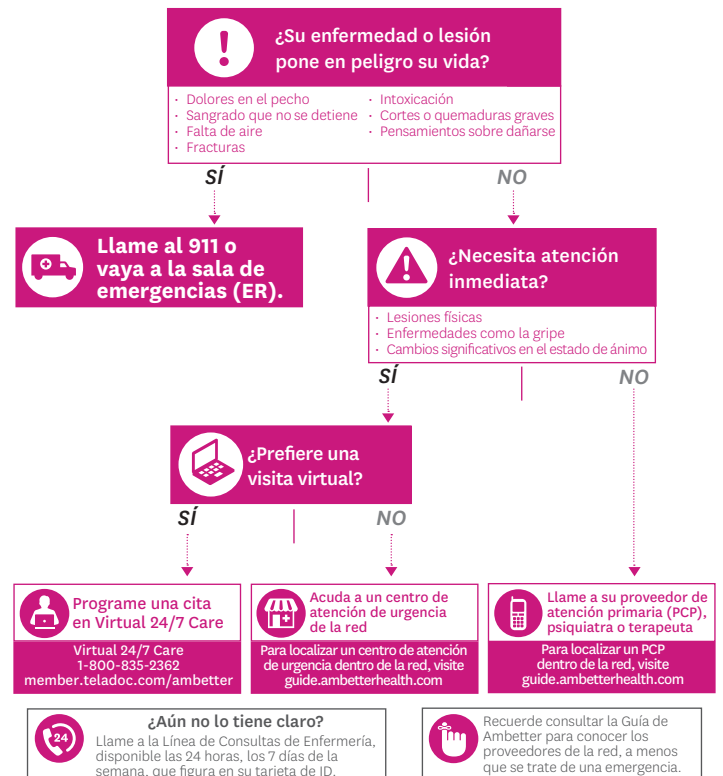 ¿Su enfermedad o lesión
pone en peligro su vida?
· Dolores en el pecho
· Sangrado que no se detiene
· Falta de aire
· Fracturas
· Intoxicación
· Cortes o quemaduras graves
· Pensamientos sobre dañarse
SÍ
NO
Llame al 911 o
vaya a la sala de
emergencias (ER).
¿Necesita atención
inmediata?
· Lesiones físicas
· Enfermedades como la gripe
· Cambios significativos en el estado de ánimo
SÍ
NO
¿Prefiere una
visita virtual?
SÍ
NO
Programe una cita
en Virtual 24/7 Care
Virtual 24/7 Care
1-800-835-2362
member.teladoc.com/ambetter
Acuda a un centro de
atención de urgencia
de la red
Para localizar un centro de atención
de urgencia dentro de la red, visite
guide.ambetterhealth.com
Llame a su proveedor de
atención primaria (PCP),
psiquiatra o terapeuta
Para localizar un PCP
dentro de la red, visite
guide.ambetterhealth.com
24
¿Aún no lo tiene claro?
Llame a la Línea de Consultas de Enfermería,
disponible las 24 horas, los 7 días de la
semana, que figura en su tarjeta de ID.
Recuerde consultar la Guía de
Ambetter para conocer los
proveedores de la red, a menos
que se trate de una emergencia.